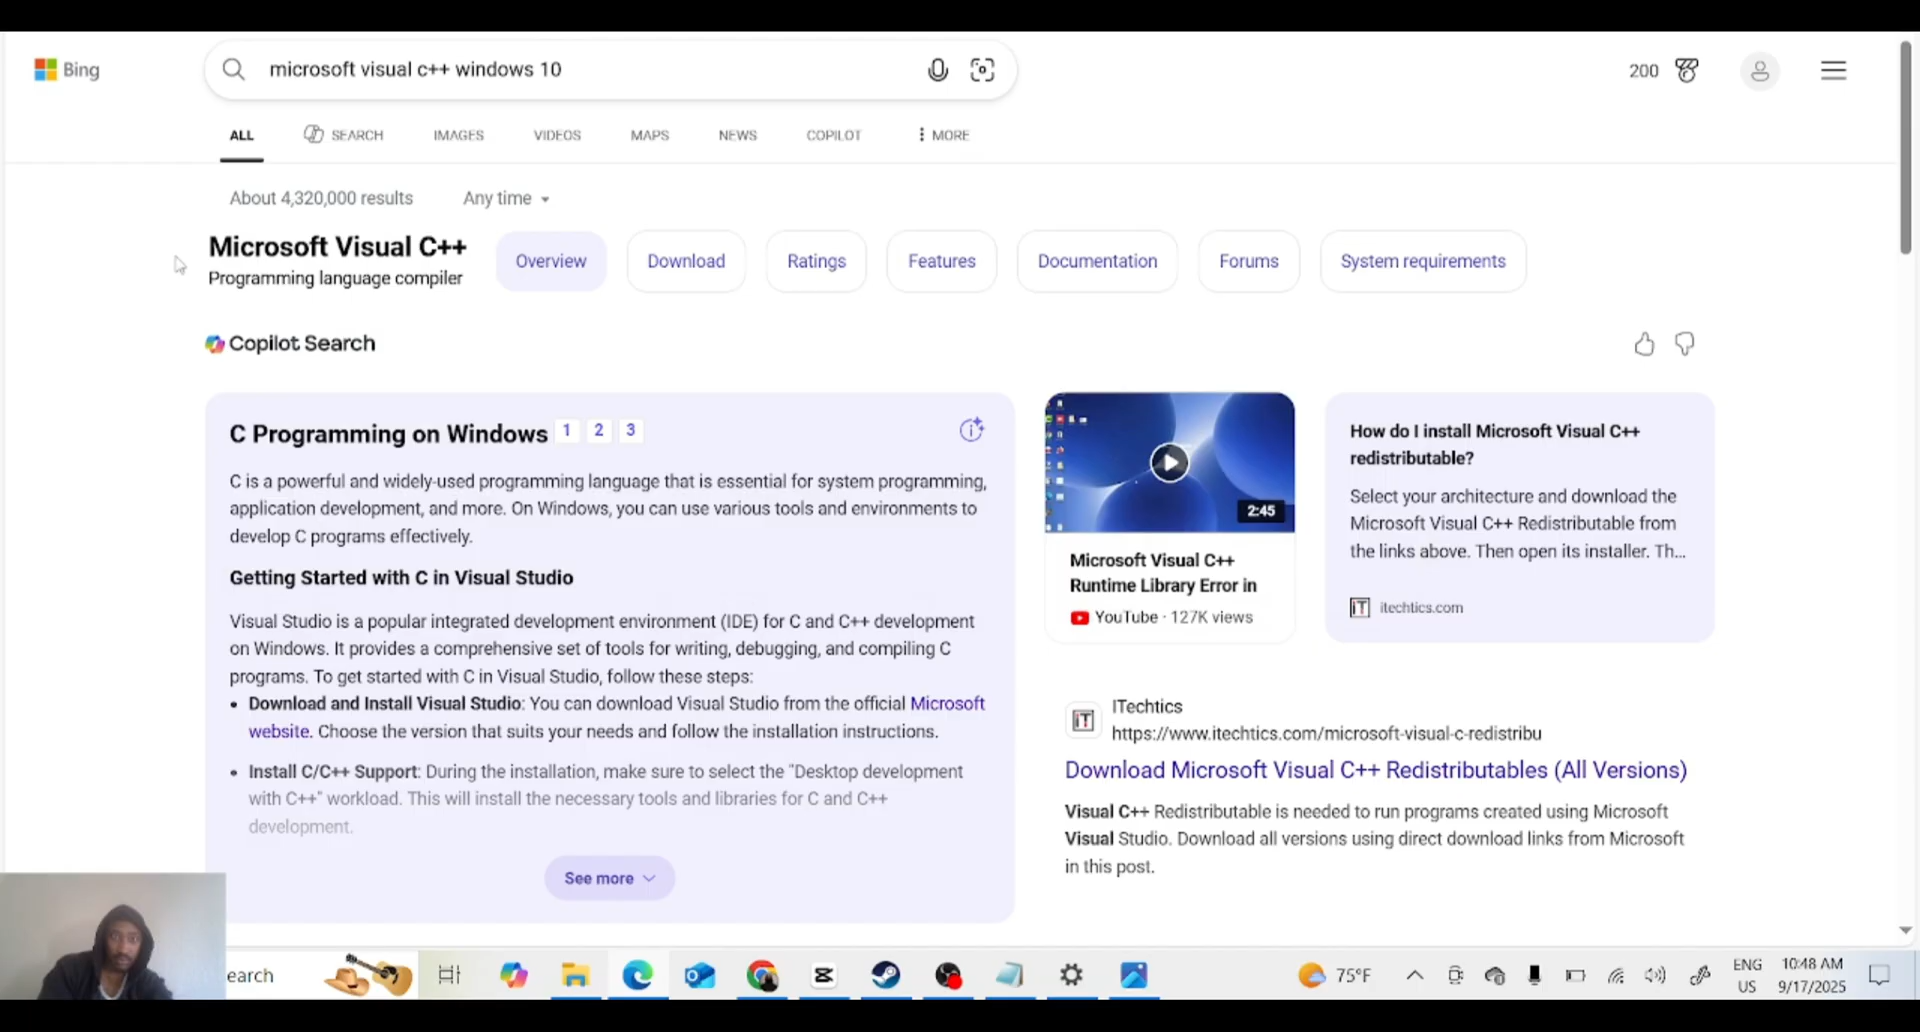 Bing
microsoft visual c++ windows 10
200
ALL
SEARCH
IMAGES
VIDEOS
MAPS
NEWS
COPILOT
MORE
About 4,320,000 results
Any time
Microsoft Visual C++
Programming language compiler
Overview
Download
Ratings
Features
Documentation
Forums
System requirements
Copilot Search
C Programming on Windows 1 2 3
C is a powerful and widely-used programming language that is essential for system programming,
application development, and more. On Windows, you can use various tools and environments to
develop C programs effectively.
Getting Started with C in Visual Studio
Visual Studio is a popular integrated development environment (IDE) for C and C++ development
on Windows. It provides a comprehensive set of tools for writing, debugging, and compiling C
programs. To get started with C in Visual Studio, follow these steps:
• Download and Install Visual Studio: You can download Visual Studio from the official Microsoft
website. Choose the version that suits your needs and follow the installation instructions.
• Install C/C++ Support: During the installation, make sure to select the "Desktop development
with C++" workload. This will install the necessary tools and libraries for C and C++
development.
See more
2:45
Microsoft Visual C++
Runtime Library Error in
YouTube · 127K views
How do I install Microsoft Visual C++
redistributable?
Select your architecture and download the
Microsoft Visual C++ Redistributable from
the links above. Then open its installer. Th...
iT itechtics.com
iT
ITechtics
https://www.itechtics.com/microsoft-visual-c-redistribu
Download Microsoft Visual C++ Redistributables (All Versions)
Visual C++ Redistributable is needed to run programs created using Microsoft
Visual Studio. Download all versions using direct download links from Microsoft
in this post.
earch
75°F
ENG
US
10:48 AM
9/17/2025